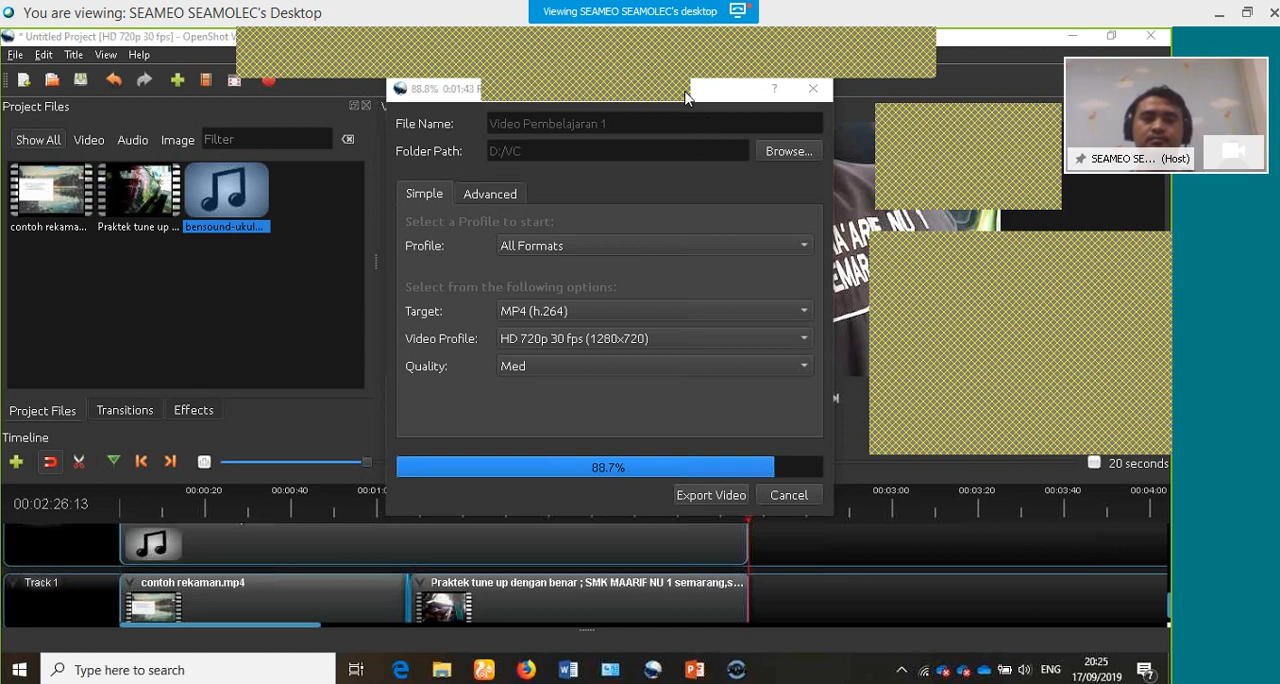 You are viewing: SEAMEO SEAMOLEC's Desktop
Viewing SEAMEO SEAMOLEC's desktop
* Untitled Project [HD 720p 30 fps] - OpenShot V
File Edit Title View Help
88.8% 0:01:43
Project Files
Show All Video Audio Image Filter
contoh rekama... Praktek tune up ... bensound-ukul...
File Name: Video Pembelajaran 1
Folder Path: D:/VC Browse...
Simple Advanced
Select a Profile to start:
Profile: All Formats
Select from the following options:
Target: MP4 (h.264)
Video Profile: HD 720p 30 fps (1280x720)
Quality: Med
88.7%
Export Video Cancel
SEAMEO SE... (Host)
ARE NU 1
Project Files Transitions Effects
Timeline
20 seconds
00:02:26:13
00:00:20 00:00:40 00:01:0 00:03:00 00:03:20 00:03:40 00:04:00
Track 1
contoh rekaman.mp4
Praktek tune up dengan benar ; SMK MAARIF NU 1 semarang,s...
Type here to search
ENG
20:25
17/09/2019
7